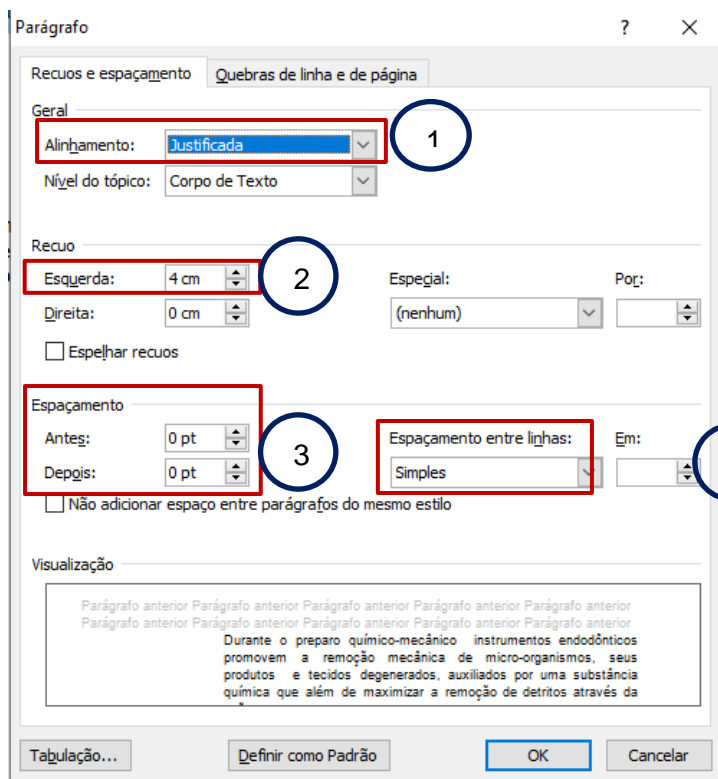 Parágrafo ? X
Recuos e espaçamento Quebras de linha e de página
Geral
Alinhamento: Justificada 1
Nível do tópico: Corpo de Texto
Recuo
Esquerda: 4 cm 2 Especial: Por:
Direita: 0 cm (nenhum)
Espelhar recuos
Espaçamento
Antes: 0 pt 3 Espaçamento entre linhas: Em:
Depois: 0 pt Simples
Não adicionar espaço entre parágrafos do mesmo estilo
Visualização
Parágrafo anterior Parágrafo anterior Parágrafo anterior Parágrafo anterior Parágrafo anterior
Parágrafo anterior Parágrafo anterior Parágrafo anterior Parágrafo anterior Parágrafo anterior
Durante o preparo químico-mecânico instrumentos endodônticos
promovem a remoção mecânica de micro-organismos, seus
produtos e tecidos degenerados, auxiliados por uma substância
química que além de maximizar a remoção de detritos através da
Tabulação... Definir como Padrão OK Cancelar